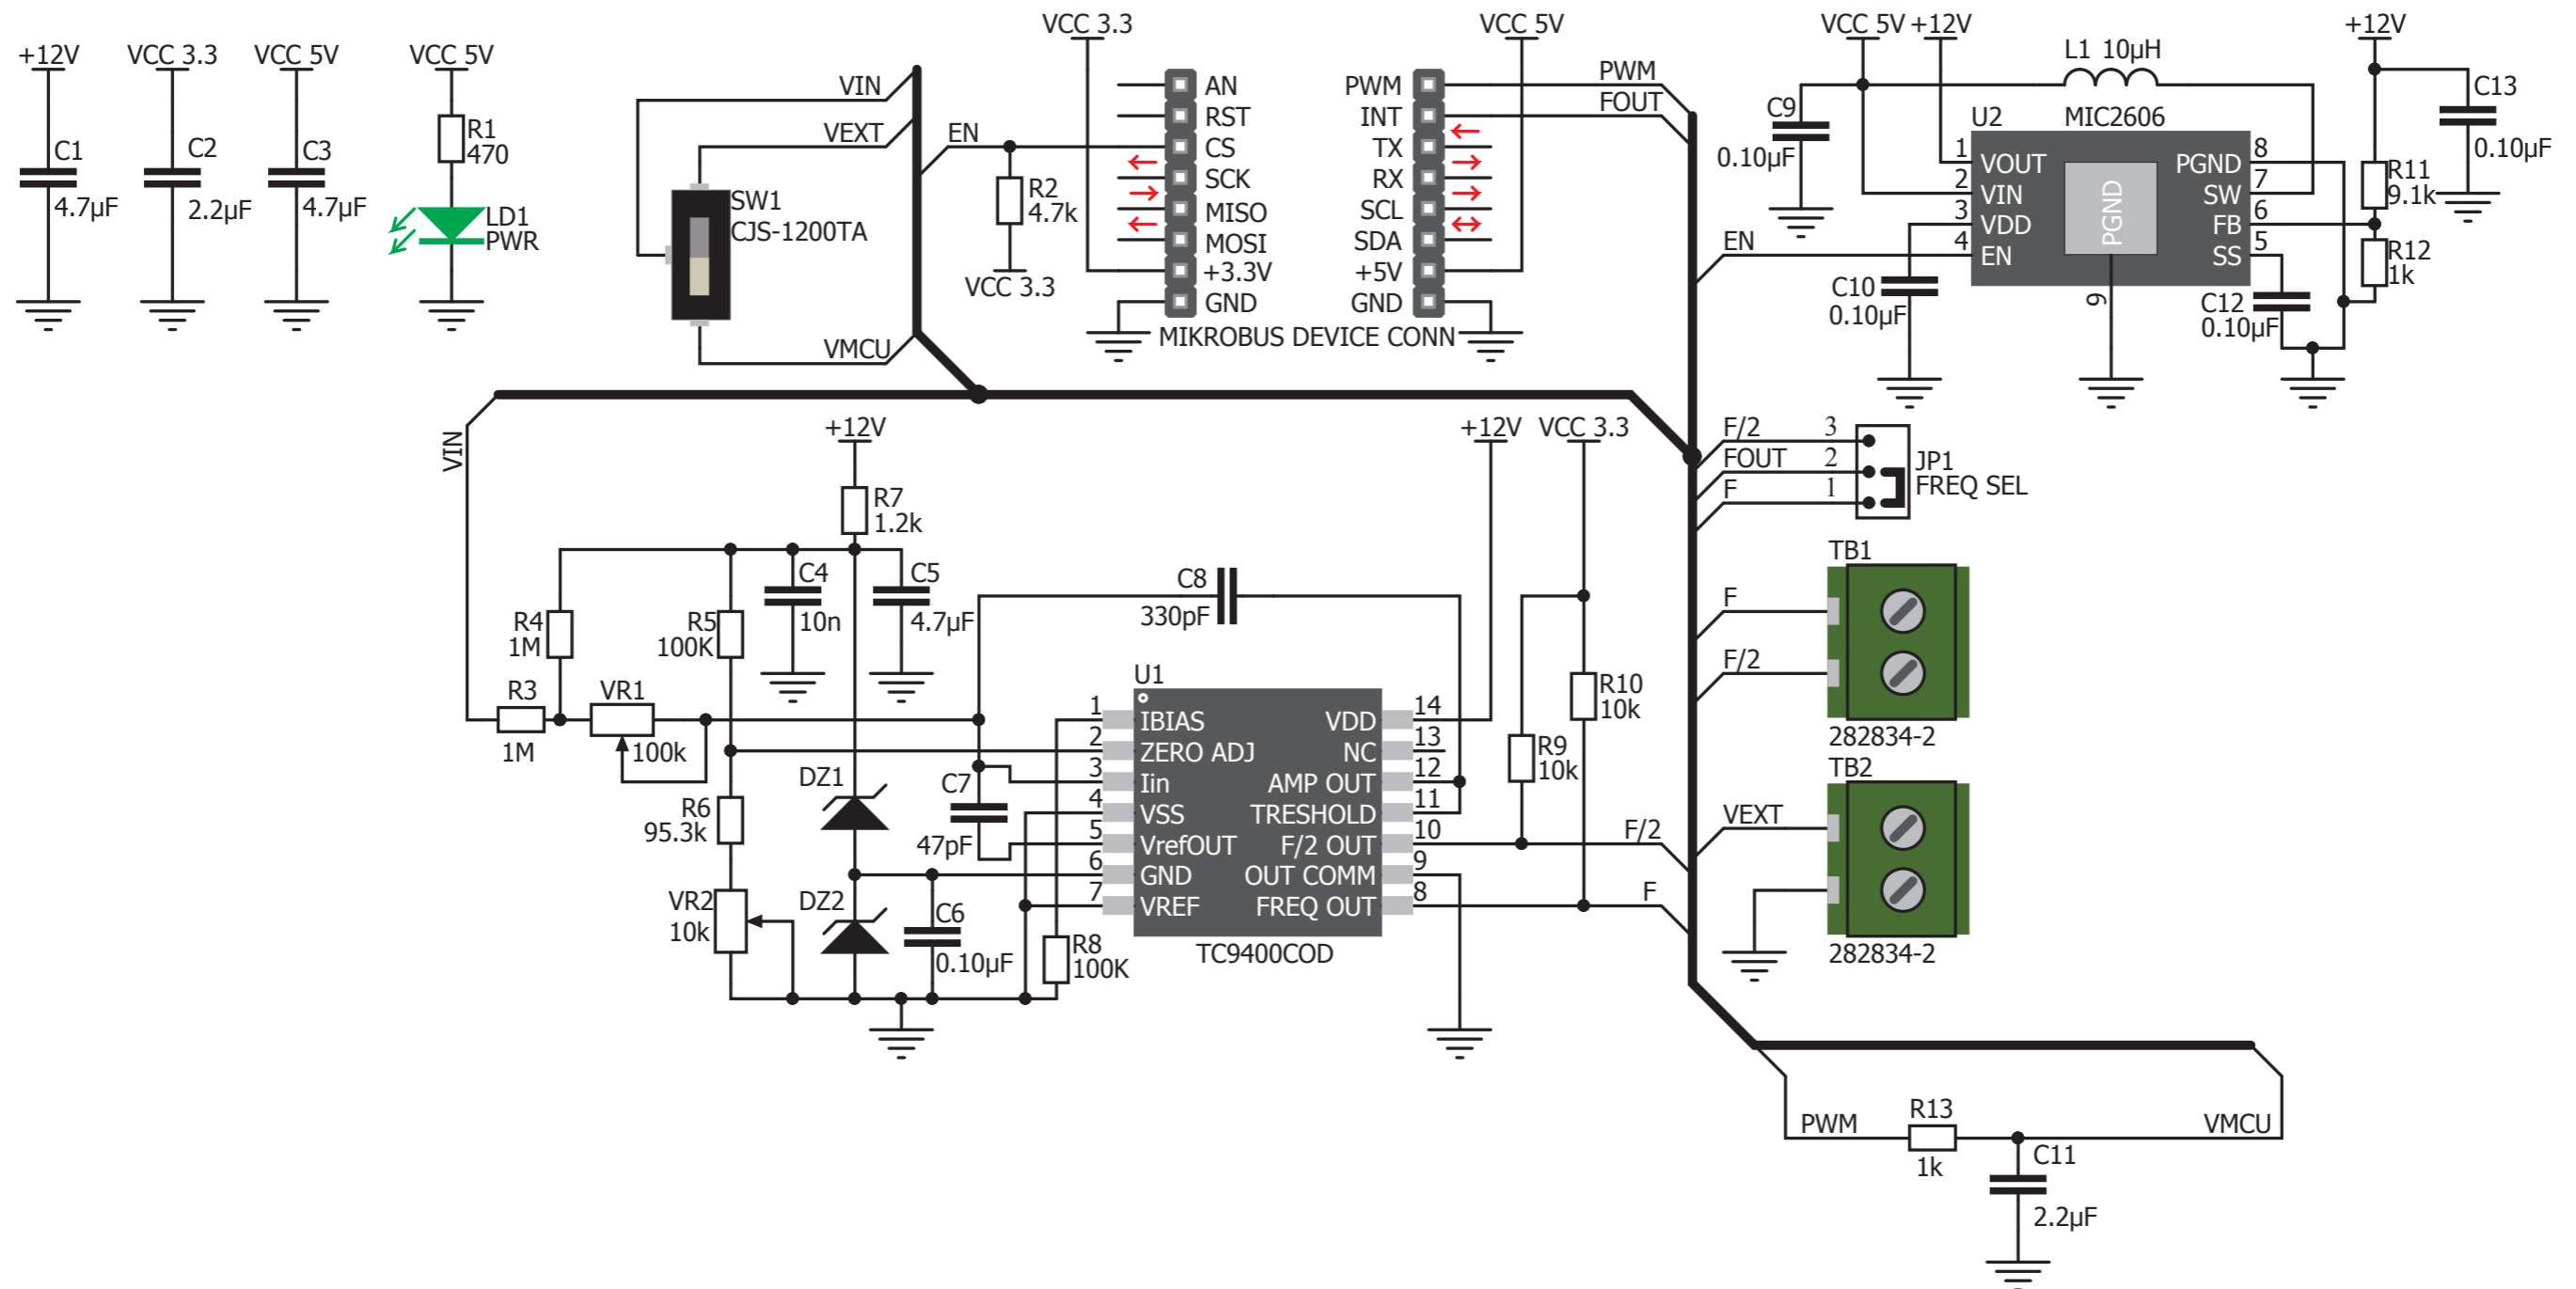 +12V
C1
4.7µF
VCC 3.3
C2
2.2µF
VCC 5V
C3
4.7µF
VCC 5V
R1
470
LD1
PWR
VIN
VEXT
SW1
CJS-1200TA
VMCU
EN
R2
4.7k
VCC 3.3
VCC 3.3
AN
RST
CS
SCK
MISO
MOSI
+3.3V
GND
VCC 5V
PWM
INT
TX
RX
SCL
SDA
+5V
GND
MIKROBUS DEVICE CONN
PWM
FOUT
VCC 5V
+12V
L1 10µH
C9
0.10µF
U2
MIC2606
1
VOUT
2
VIN
3
VDD
4
EN
PGND
9
PGND
8
SW
7
FB
6
SS
5
EN
C10
0.10µF
C12
0.10µF
+12V
C13
0.10µF
R11
9.1k
R12
1k
VIN
+12V
R7
1.2k
R4
1M
R5
100K
C4
10n
C5
4.7µF
R3
1M
VR1
100k
R6
95.3k
VR2
10k
DZ1
DZ2
C6
0.10µF
C7
47pF
C8
330pF
R8
100K
U1
1
IBIAS
2
ZERO ADJ
3
Iin
4
VSS
5
VrefOUT
6
GND
7
VREF
VDD
14
NC
13
AMP OUT
12
TRESHOLD
11
F/2 OUT
10
OUT COMM
9
FREQ OUT
8
TC9400COD
+12V
VCC 3.3
R9
10k
R10
10k
F/2
F
F/2
3
FOUT
2
F
1
JP1
FREQ SEL
TB1
F
F/2
282834-2
TB2
VEXT
282834-2
PWM
R13
1k
VMCU
C11
2.2µF